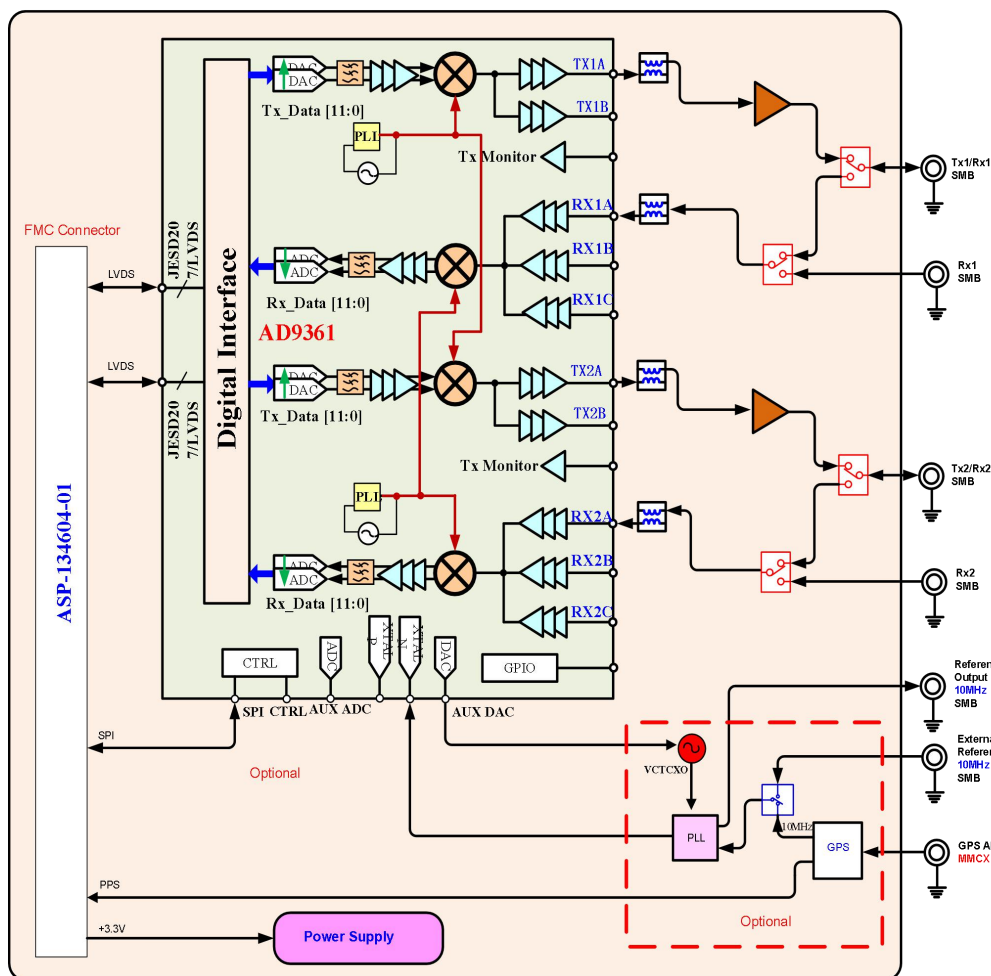 DAC
DAC
Tx_Data [11:0]
PLL
TX1A
TX1B
Tx Monitor
Tx1/Rx1
SMB
FMC Connector
JESD20
7/LVDS
LVDS
RX1A
RX1B
RX1C
ADC
ADC
Rx_Data [11:0]
Rx1
SMB
AD9361
Digital Interface
LVDS
JESD20
7/LVDS
DAC
DAC
Tx_Data [11:0]
TX2A
TX2B
Tx Monitor
Tx2/Rx2
SMB
ASP-134604-01
PLL
RX2A
RX2B
RX2C
ADC
ADC
Rx_Data [11:0]
Rx2
SMB
CTRL
ADC
XTAL
P
XTAL
N
DAC
GPIO
SPI CTRL
AUX ADC
AUX DAC
SPI
Optional
VCTCXO
Referen
Output
10MHz
SMB
Externa
Referen
10MHz
SMB
10MHz
PLL
GPS
GPS A
MMCX
PPS
Optional
+3.3V
Power Supply